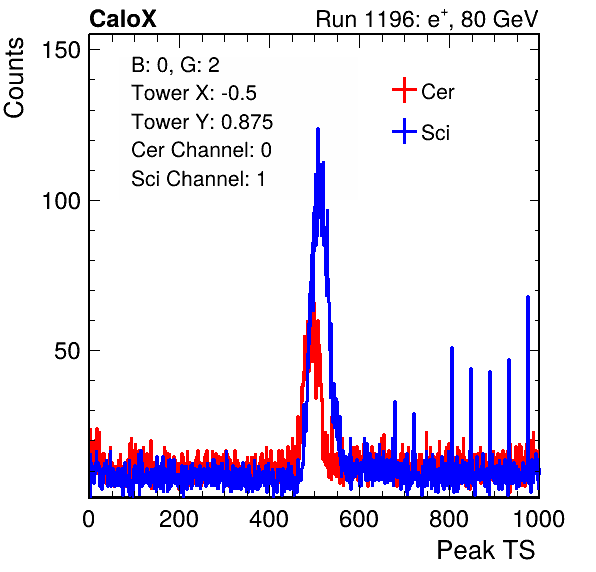 CaloX Run 1196: e⁺, 80 GeV
Counts
150
100
50
B: 0, G: 2
Tower X: -0.5
Tower Y: 0.875
Cer Channel: 0
Sci Channel: 1
Cer
Sci
0 200 400 600 800 1000
Peak TS